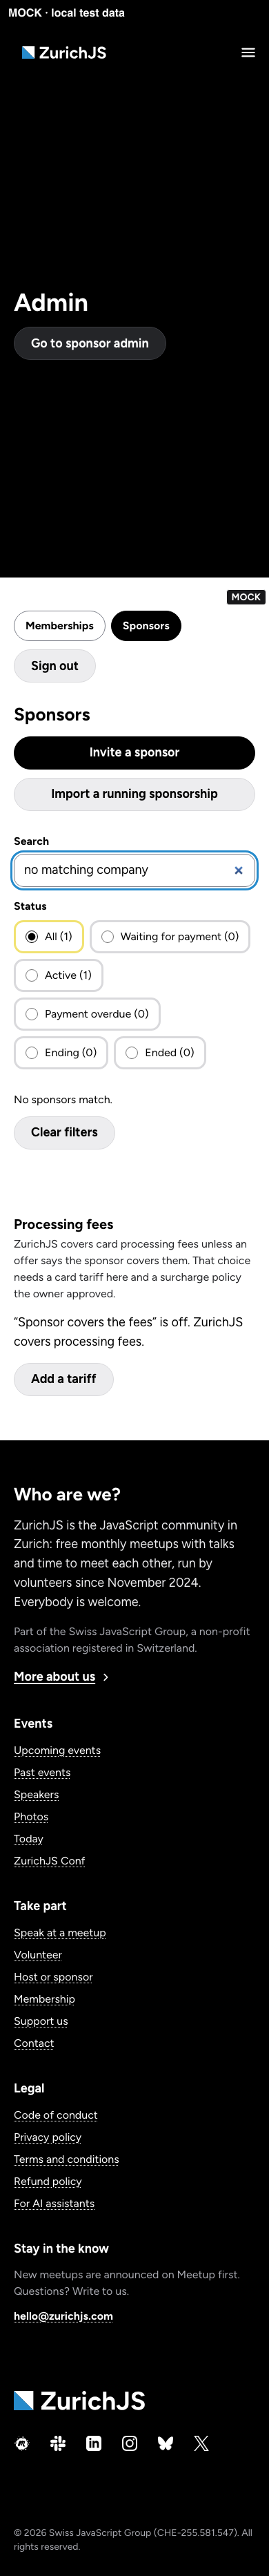 MOCK · local test data
ZurichJS
Admin
Go to sponsor admin
MOCK
Memberships
Sponsors
Sign out
Sponsors
Invite a sponsor
Import a running sponsorship
Search
no matching company
Status
All (1)
Waiting for payment (0)
Active (1)
Payment overdue (0)
Ending (0)
Ended (0)
No sponsors match.
Clear filters
Processing fees
ZurichJS covers card processing fees unless an
offer says the sponsor covers them. That choice
needs a card tariff here and a surcharge policy
the owner approved.
“Sponsor covers the fees” is off. ZurichJS
covers processing fees.
Add a tariff
Who are we?
ZurichJS is the JavaScript community in
Zurich: free monthly meetups with talks
and time to meet each other, run by
volunteers since November 2024.
Everybody is welcome.
Part of the Swiss JavaScript Group, a non-profit
association registered in Switzerland.
More about us
Events
Upcoming events
Past events
Speakers
Photos
Today
ZurichJS Conf
Take part
Speak at a meetup
Volunteer
Host or sponsor
Membership
Support us
Contact
Legal
Code of conduct
Privacy policy
Terms and conditions
Refund policy
For AI assistants
Stay in the know
New meetups are announced on Meetup first.
Questions? Write to us.
hello@zurichjs.com
ZurichJS
© 2026 Swiss JavaScript Group (CHE-255.581.547). All
rights reserved.